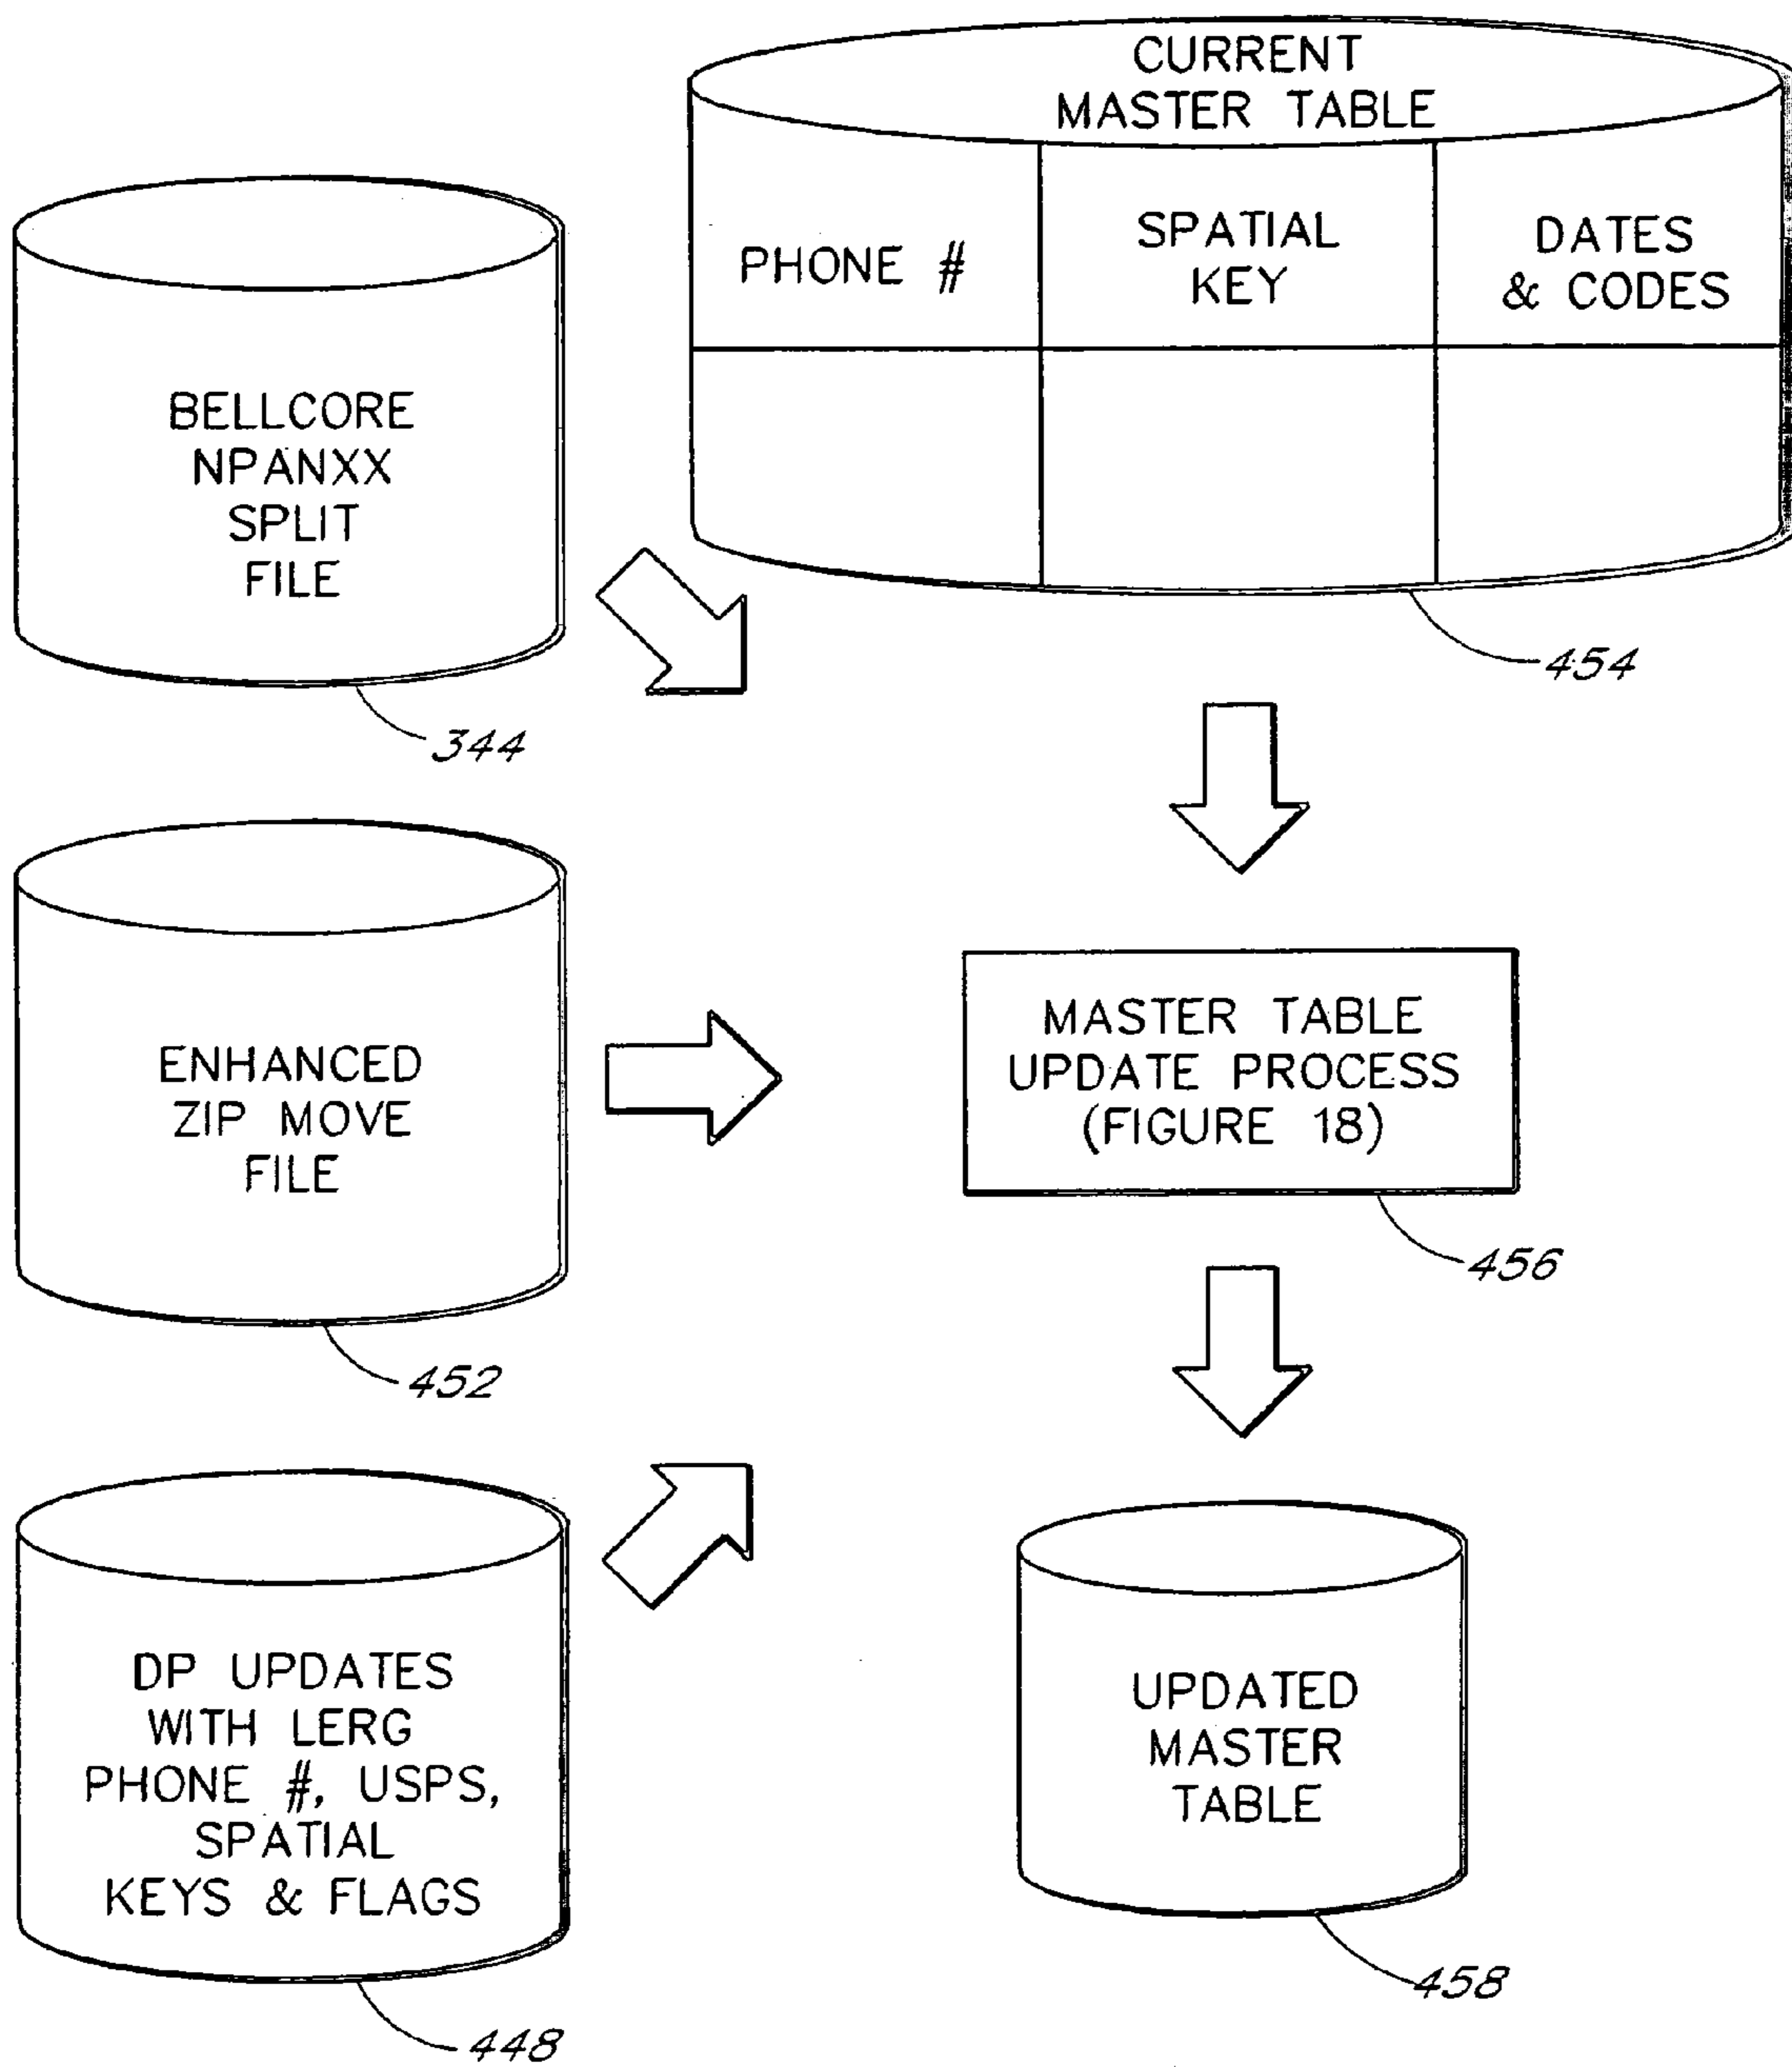 CURRENT
MASTER TABLE
PHONE #
SPATIAL
KEY
DATES
& CODES
454
BELLCORE
NPANXX
SPLIT
FILE
344
ENHANCED
ZIP MOVE
FILE
452
MASTER TABLE
UPDATE PROCESS
(FIGURE 18)
456
DP UPDATES
WITH LERG
PHONE #, USPS,
SPATIAL
KEYS & FLAGS
448
UPDATED
MASTER
TABLE
458